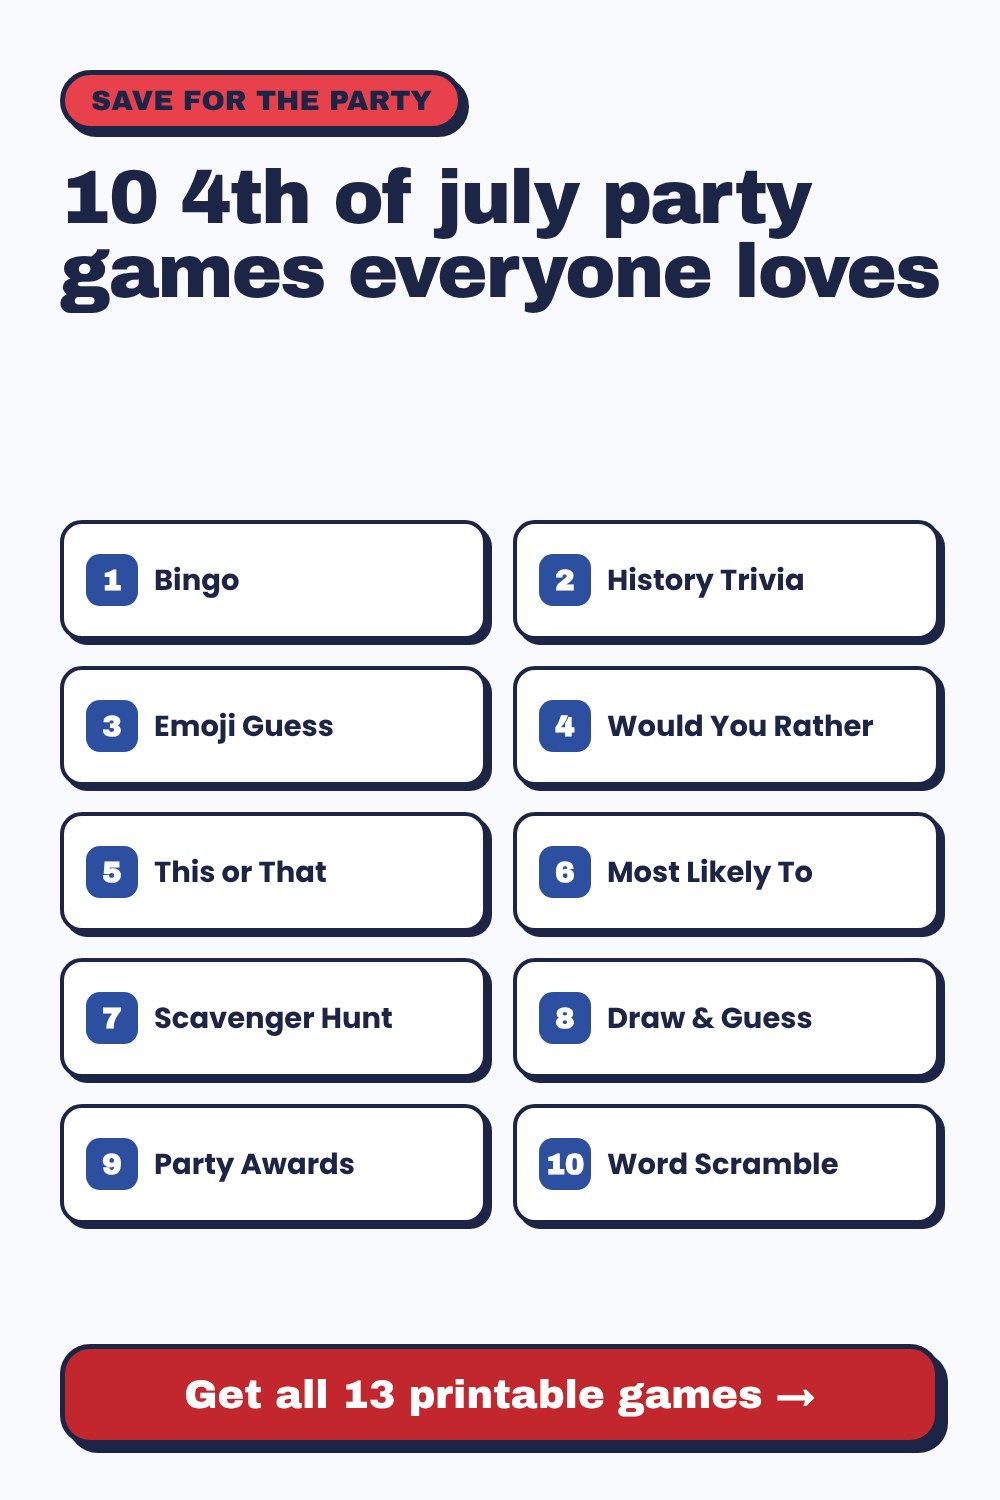 SAVE FOR THE PARTY
10 4th of july party
games everyone loves
1 Bingo
2 History Trivia
3 Emoji Guess
4 Would You Rather
5 This or That
6 Most Likely To
7 Scavenger Hunt
8 Draw & Guess
9 Party Awards
10 Word Scramble
Get all 13 printable games →